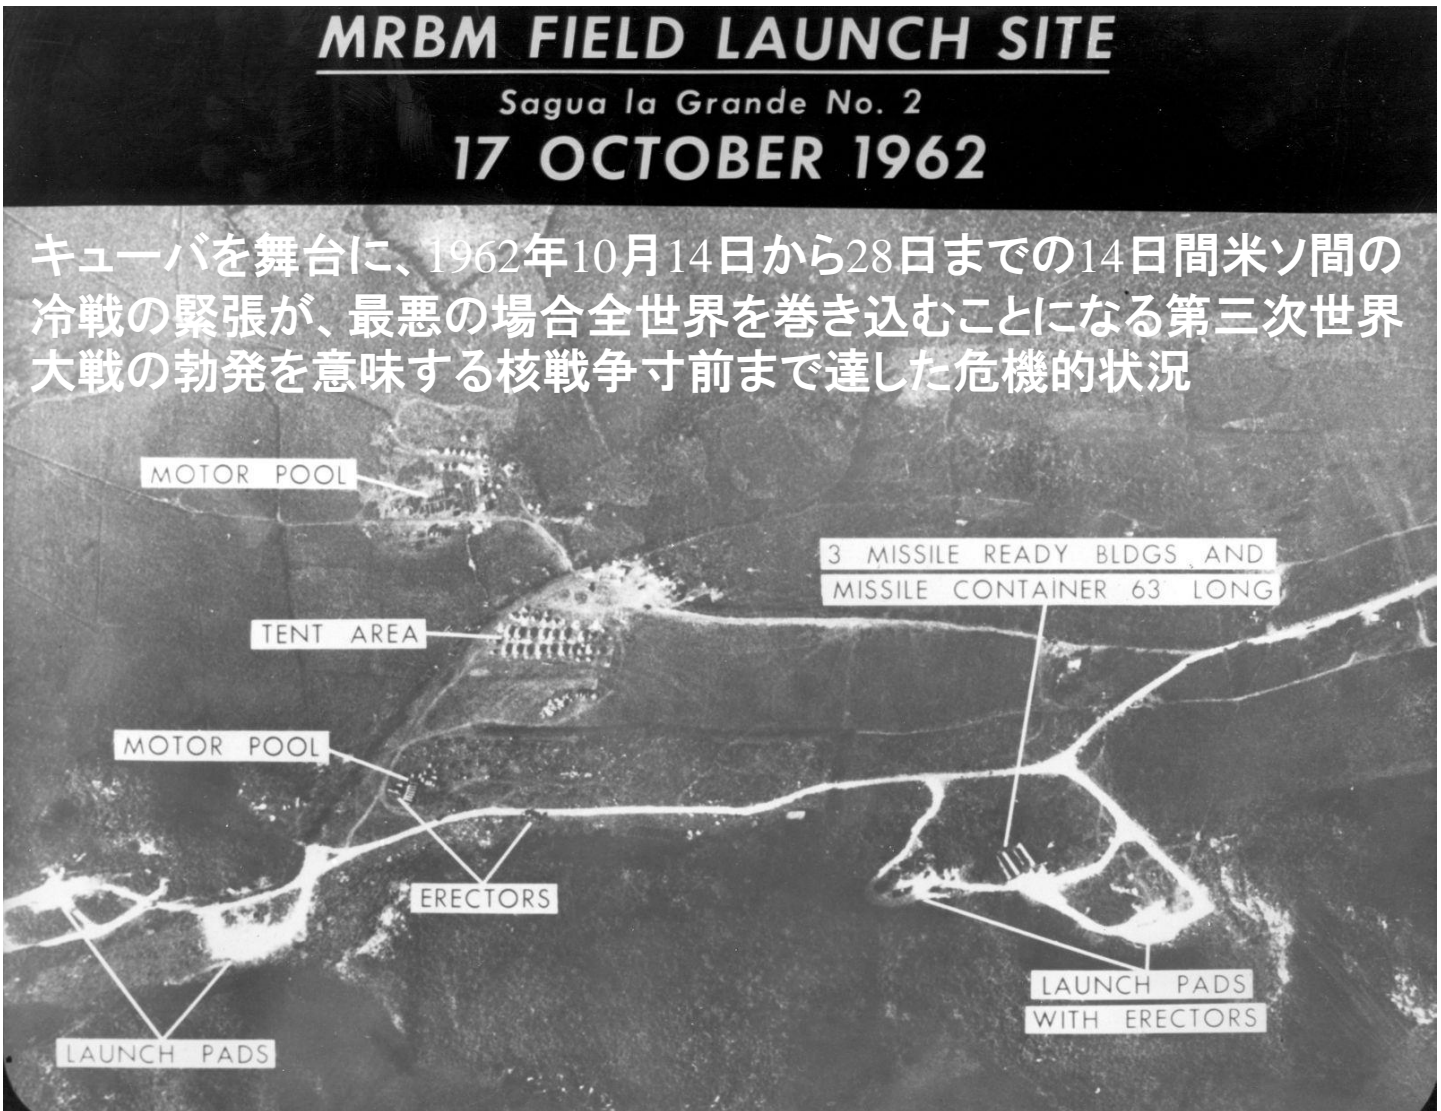 MRBM FIELD LAUNCH SITE
Sagua la Grande No. 2
17 OCTOBER 1962
キューバを舞台に、1962年10月14日から28日までの14日間米ソ間の
冷戦の緊張が、最悪の場合全世界を巻き込むことになる第三次世界
大戦の勃発を意味する核戦争寸前まで達した危機的状況
MOTOR POOL
3 MISSILE READY BLDGS AND
MISSILE CONTAINER 63' LONG
TENT AREA
MOTOR POOL
ERECTORS
LAUNCH PADS
WITH ERECTORS
LAUNCH PADS